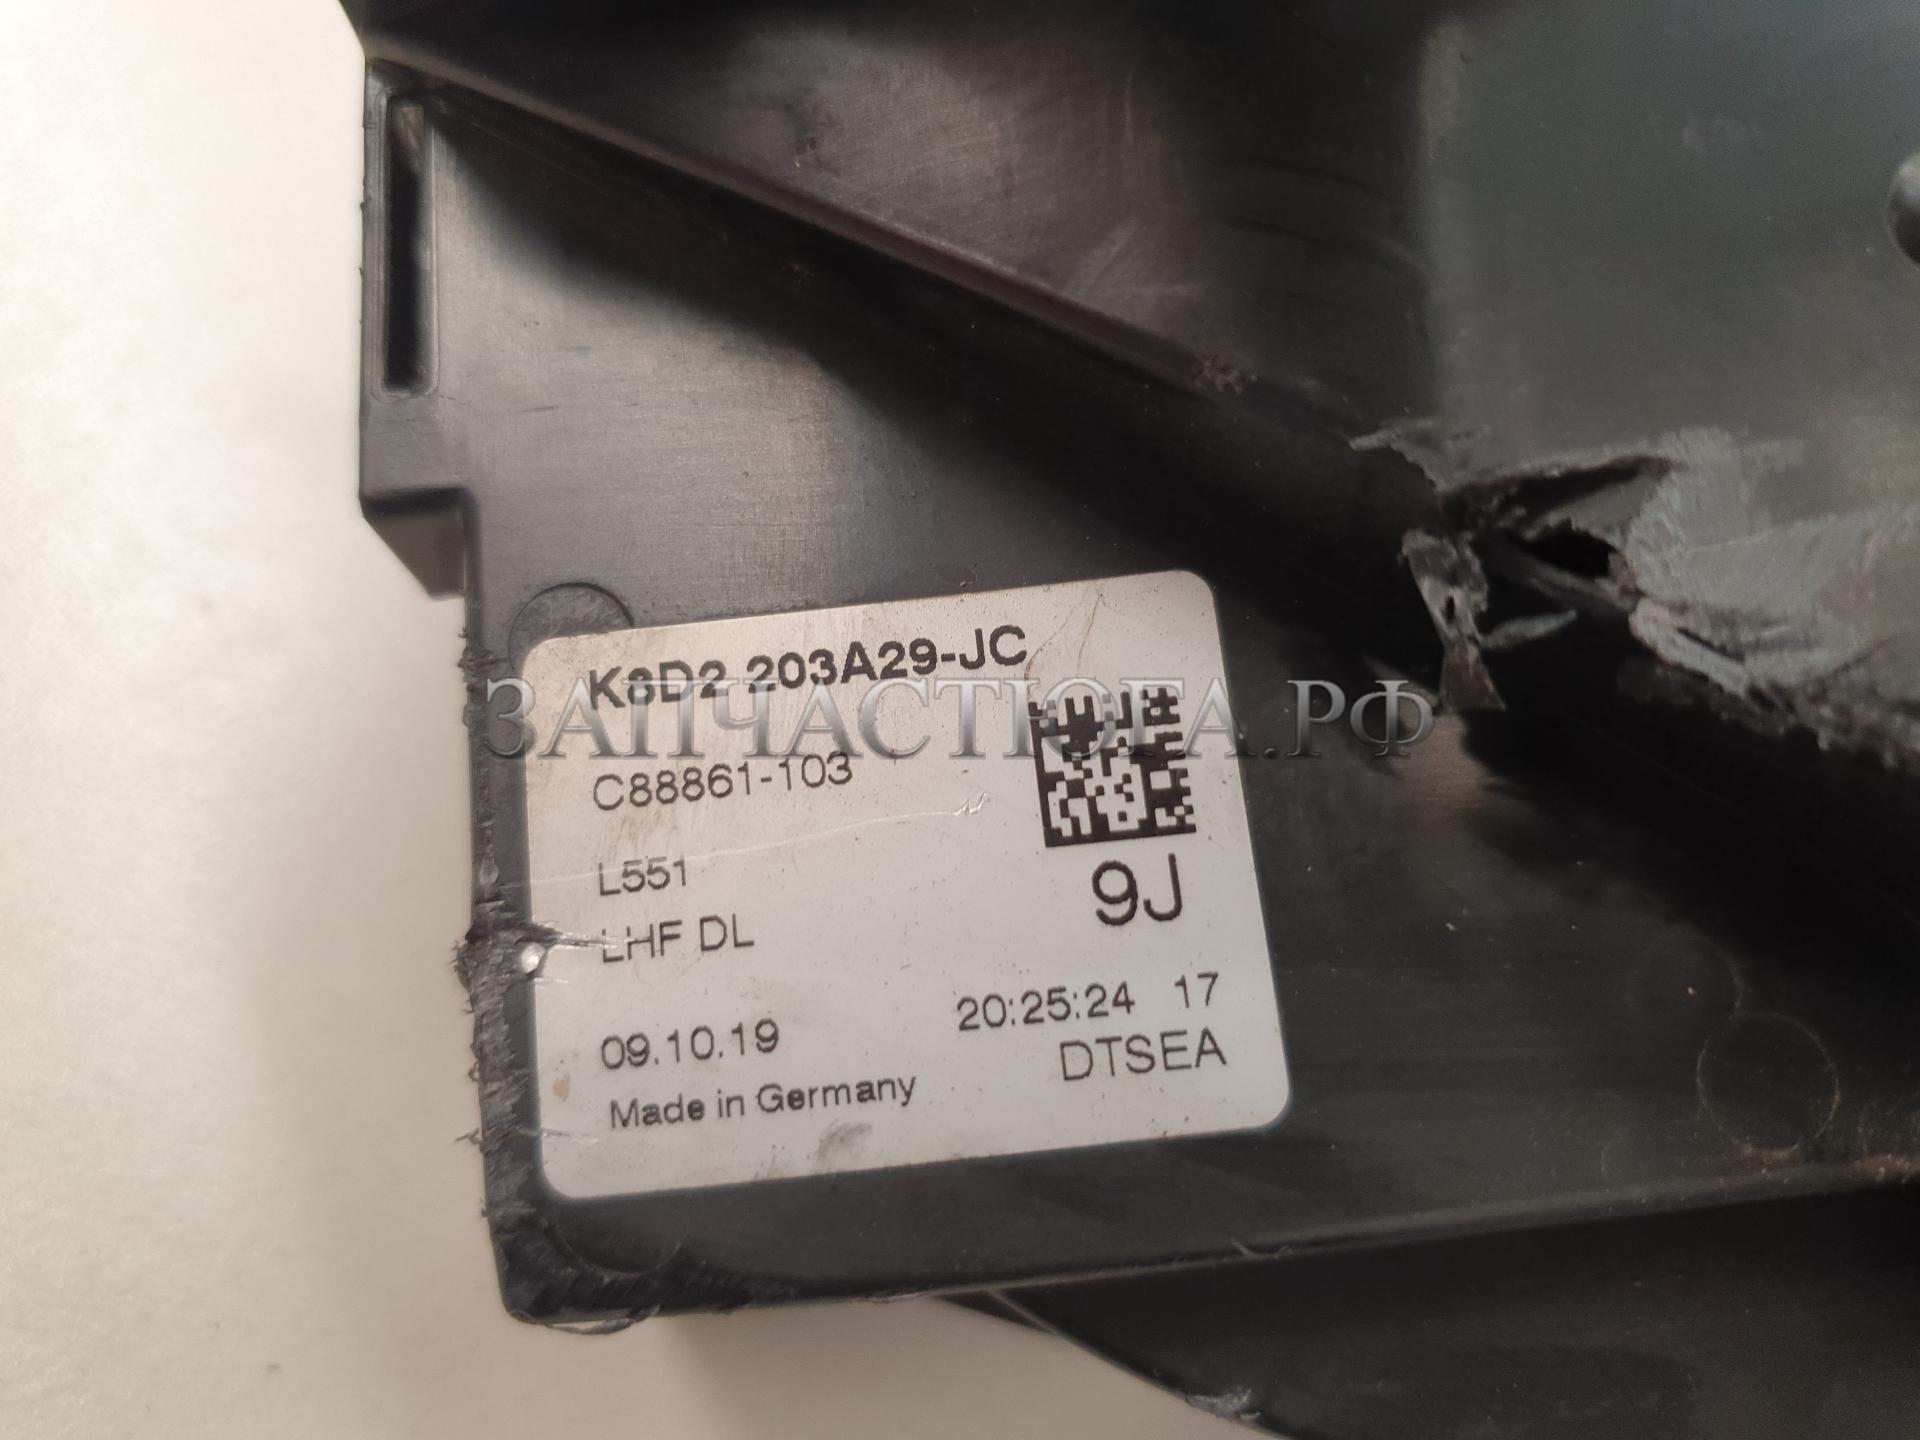 K8D2 203A29-JC
ЗАПЧАСТЮГА.РФ
C88861-103
L551
9J
LHF DL
20:25:24 17
09.10.19
DTSEA
Made in Germany